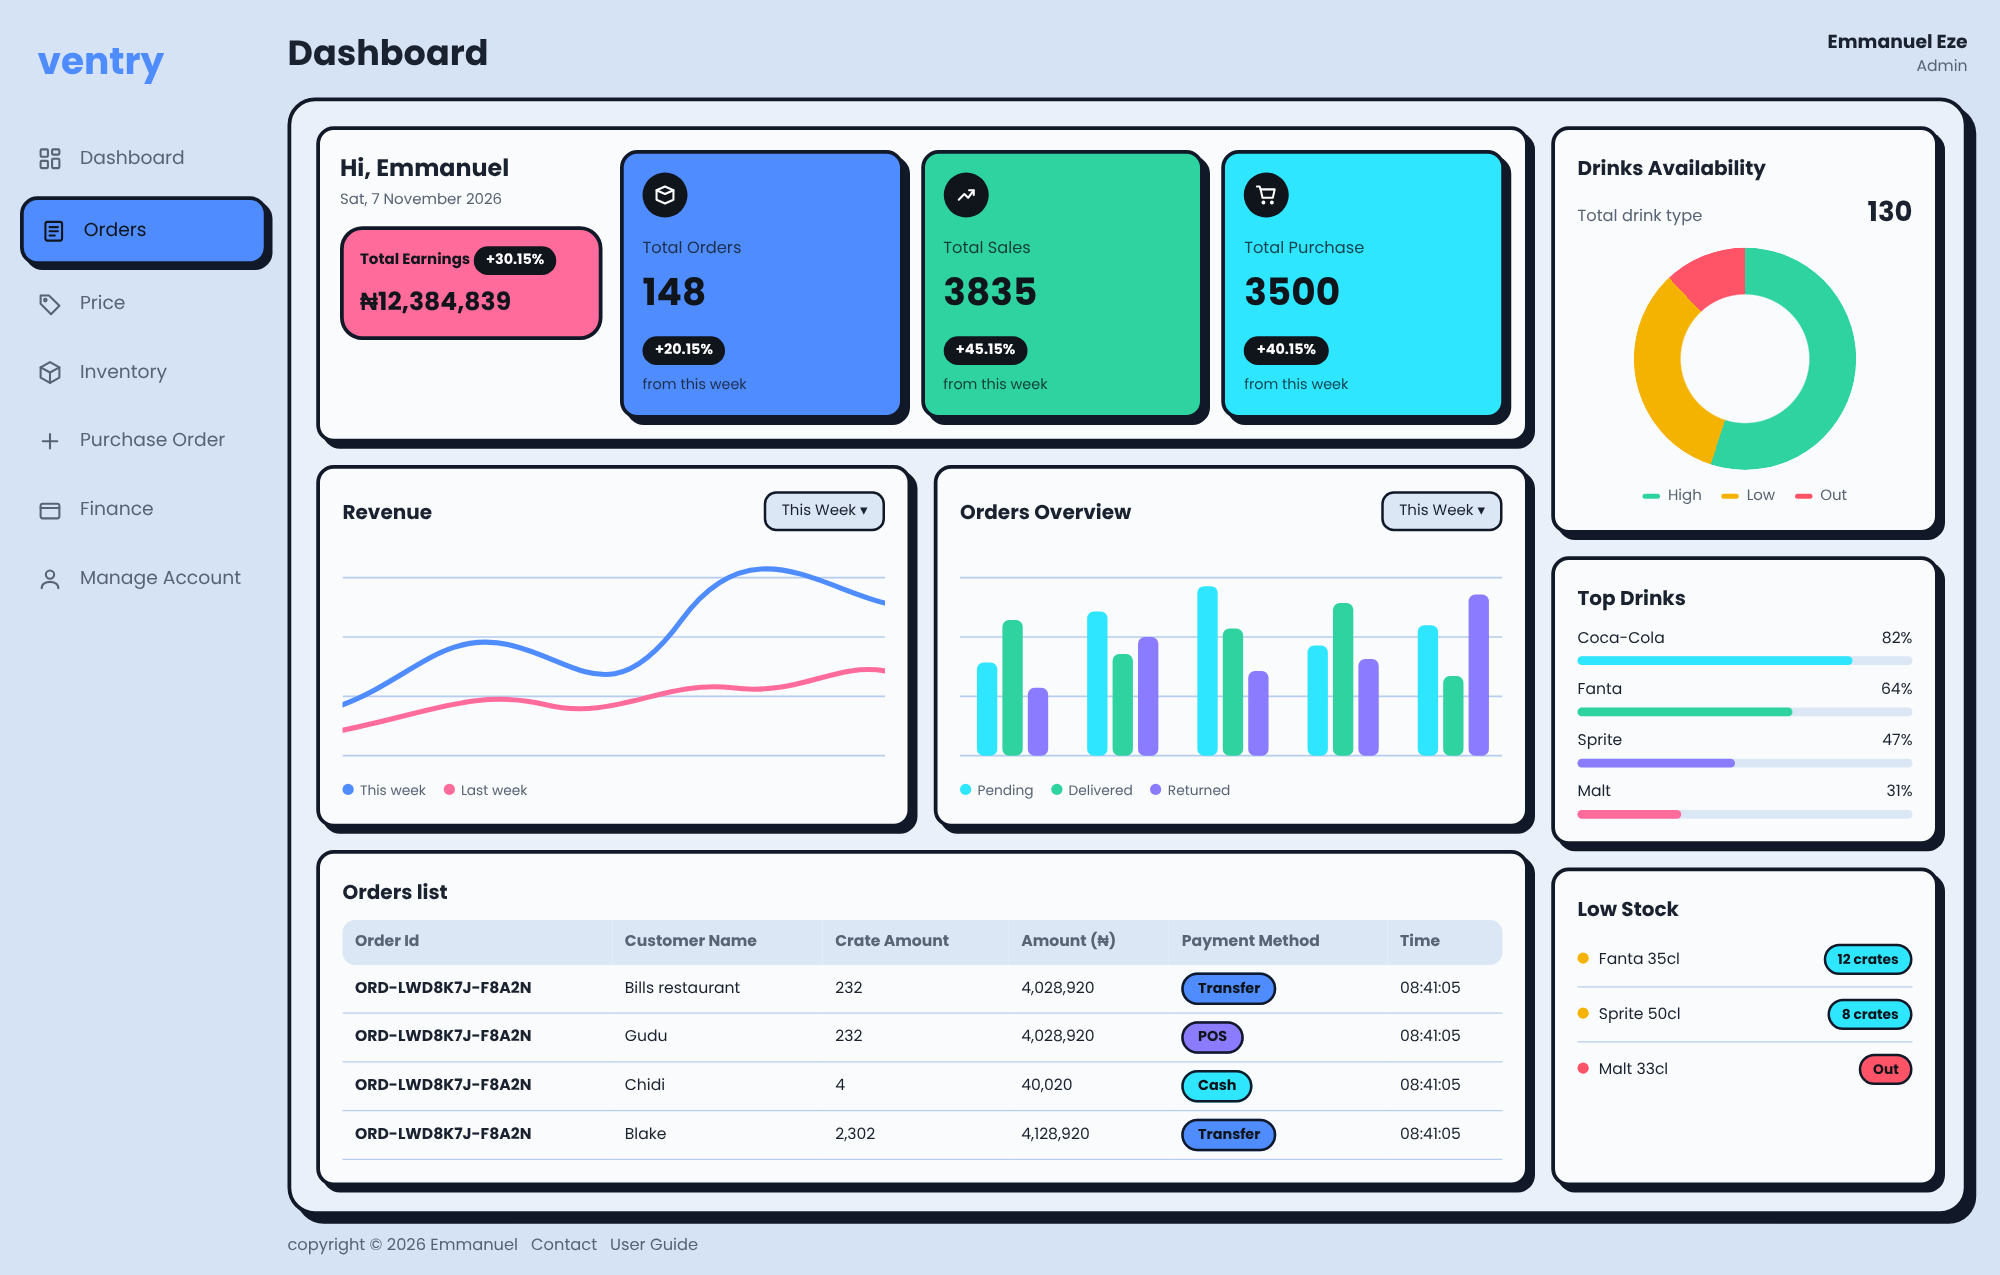 ventry
Dashboard
Emmanuel Eze
Admin
Dashboard
Orders
Price
Inventory
Purchase Order
Finance
Manage Account
Hi, Emmanuel
Sat, 7 November 2026
Total Earnings +30.15%
₦12,384,839
Total Orders
148
+20.15%
from this week
Total Sales
3835
+45.15%
from this week
Total Purchase
3500
+40.15%
from this week
Drinks Availability
Total drink type 130
High Low Out
Revenue This Week ▾
This week Last week
Orders Overview This Week ▾
Pending Delivered Returned
Top Drinks
Coca-Cola 82%
Fanta 64%
Sprite 47%
Malt 31%
Orders list
Order Id Customer Name Crate Amount Amount (₦) Payment Method Time
ORD-LWD8K7J-F8A2N Bills restaurant 232 4,028,920 Transfer 08:41:05
ORD-LWD8K7J-F8A2N Gudu 232 4,028,920 POS 08:41:05
ORD-LWD8K7J-F8A2N Chidi 4 40,020 Cash 08:41:05
ORD-LWD8K7J-F8A2N Blake 2,302 4,128,920 Transfer 08:41:05
Low Stock
Fanta 35cl 12 crates
Sprite 50cl 8 crates
Malt 33cl Out
copyright © 2026 Emmanuel Contact User Guide